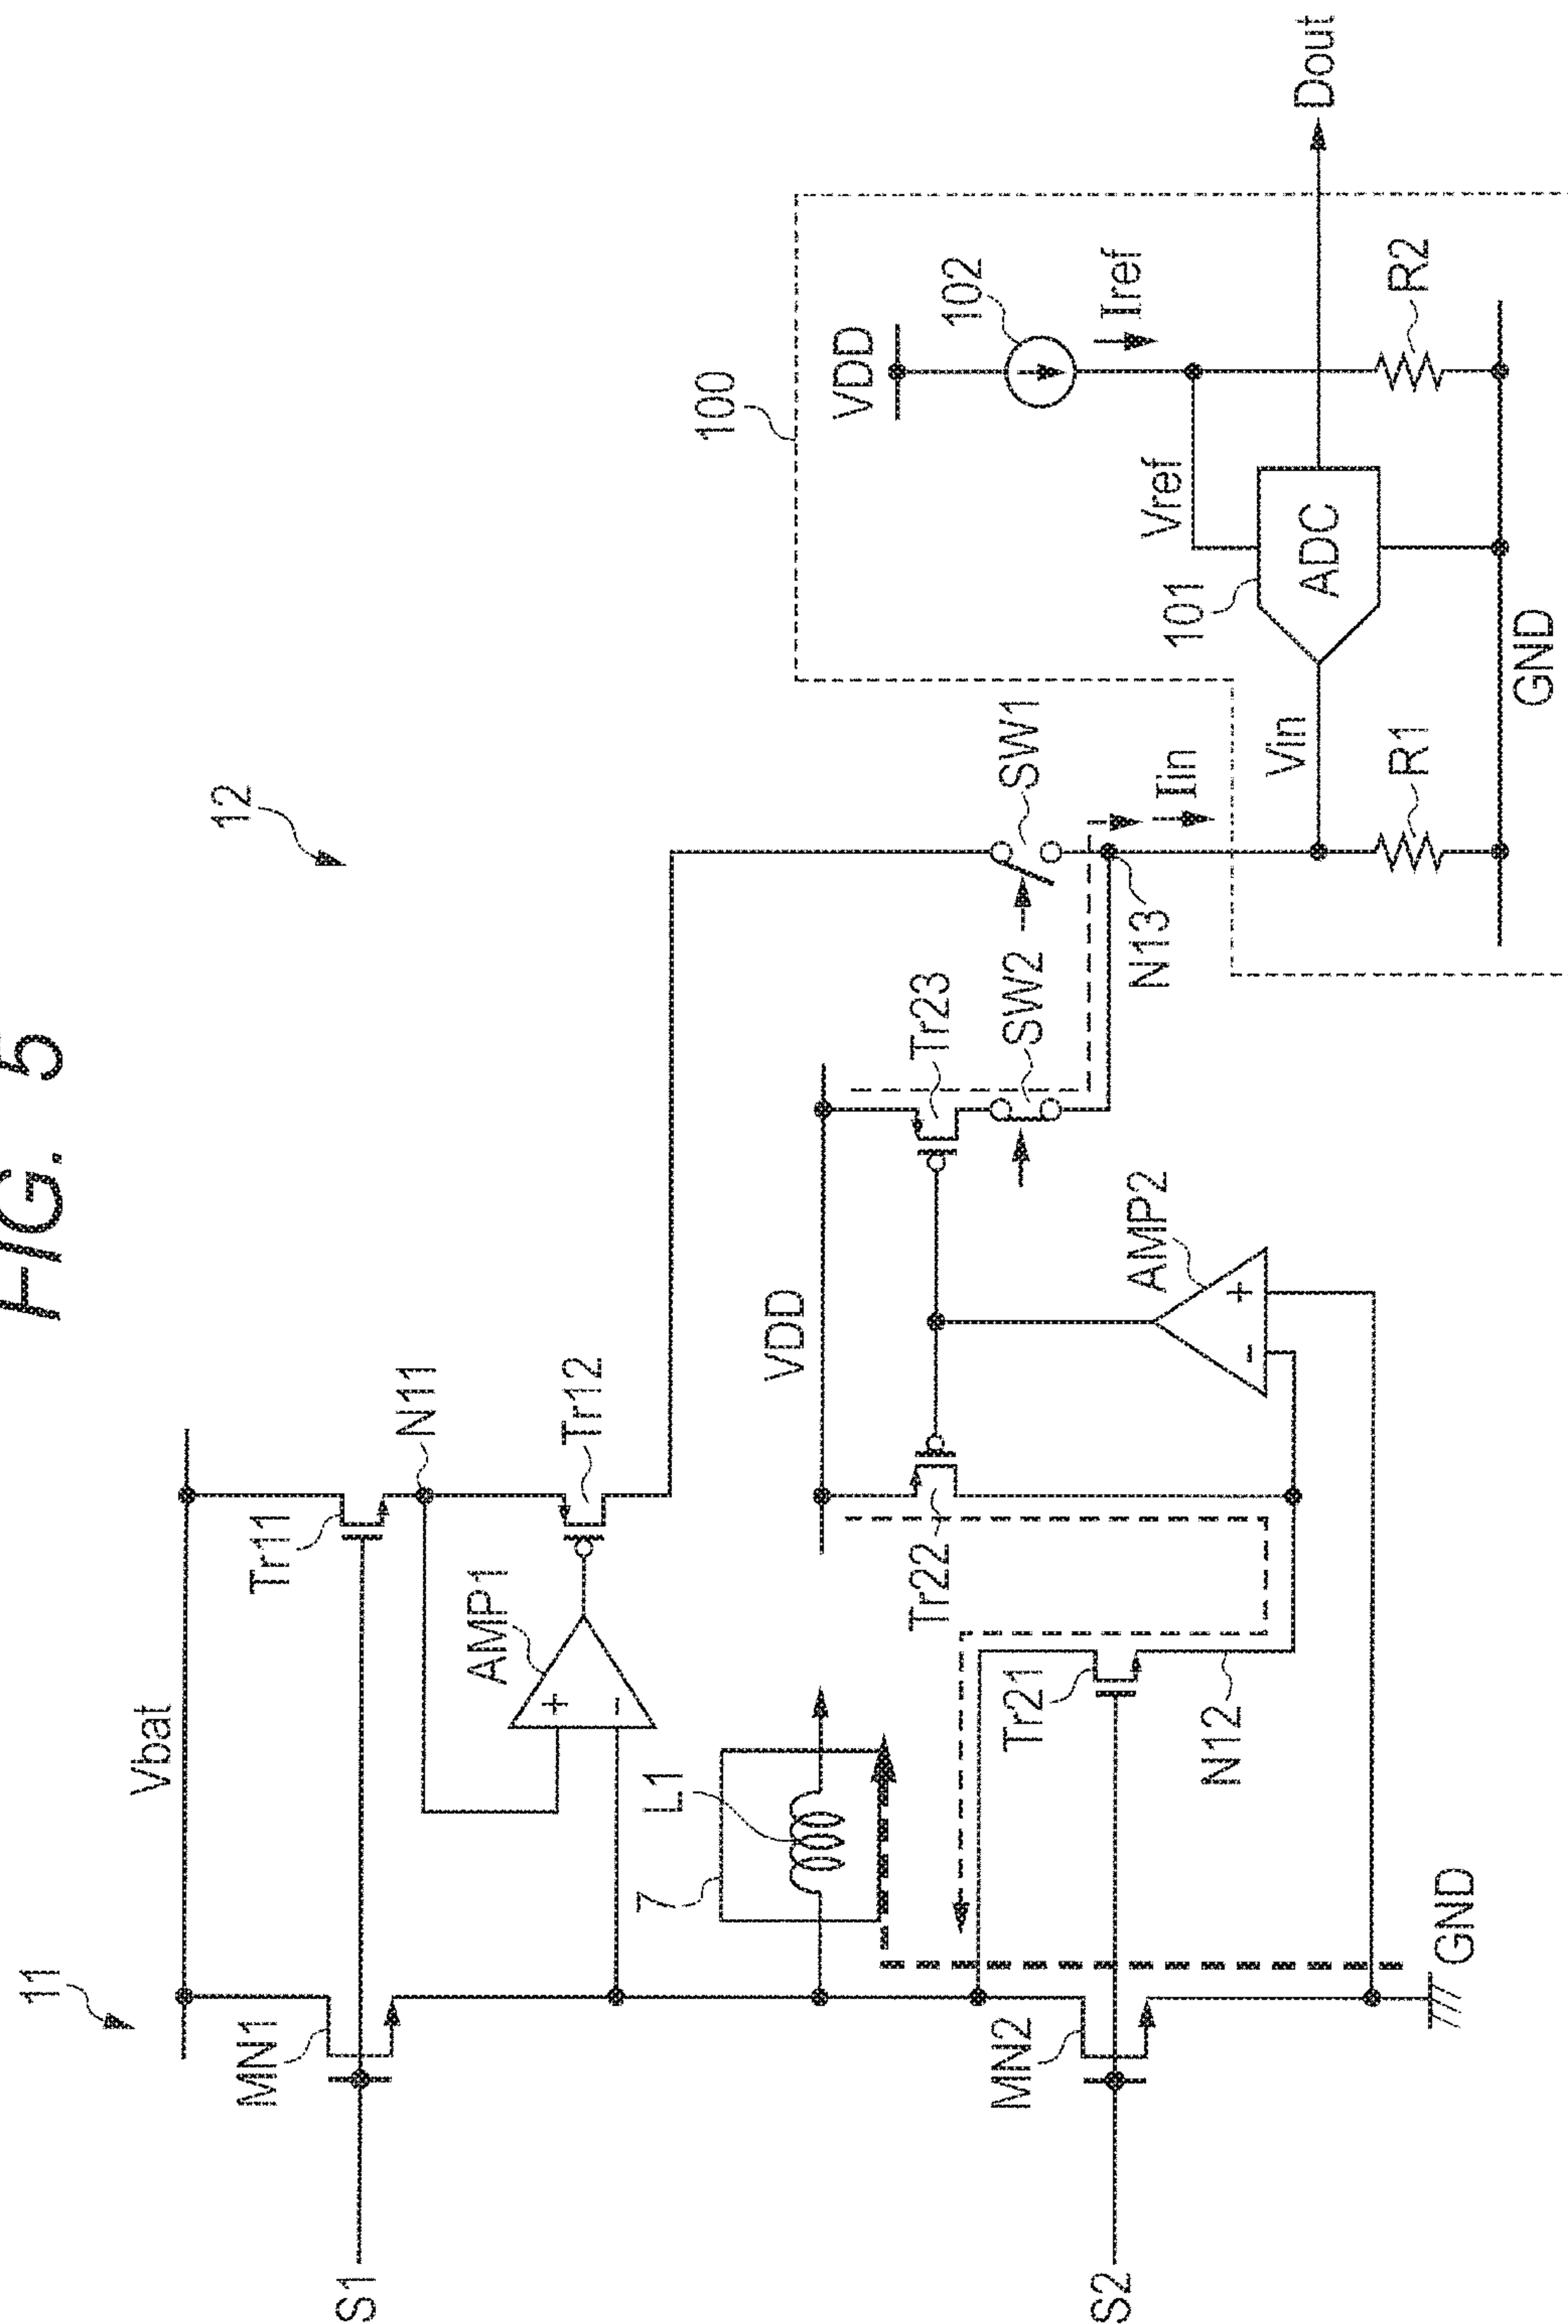 FIG. 5
11
12
Vbat
MN1
Tr11
N11
S1
AMP1
+
-
Tr12
7
L1
VDD
Tr22
Tr23
SW2
SW1
MN2
Tr21
N12
S2
AMP2
-
+
N13
Iin
GND
100
VDD
102
Iref
Vref
101
ADC
Vin
Dout
R1
R2
GND